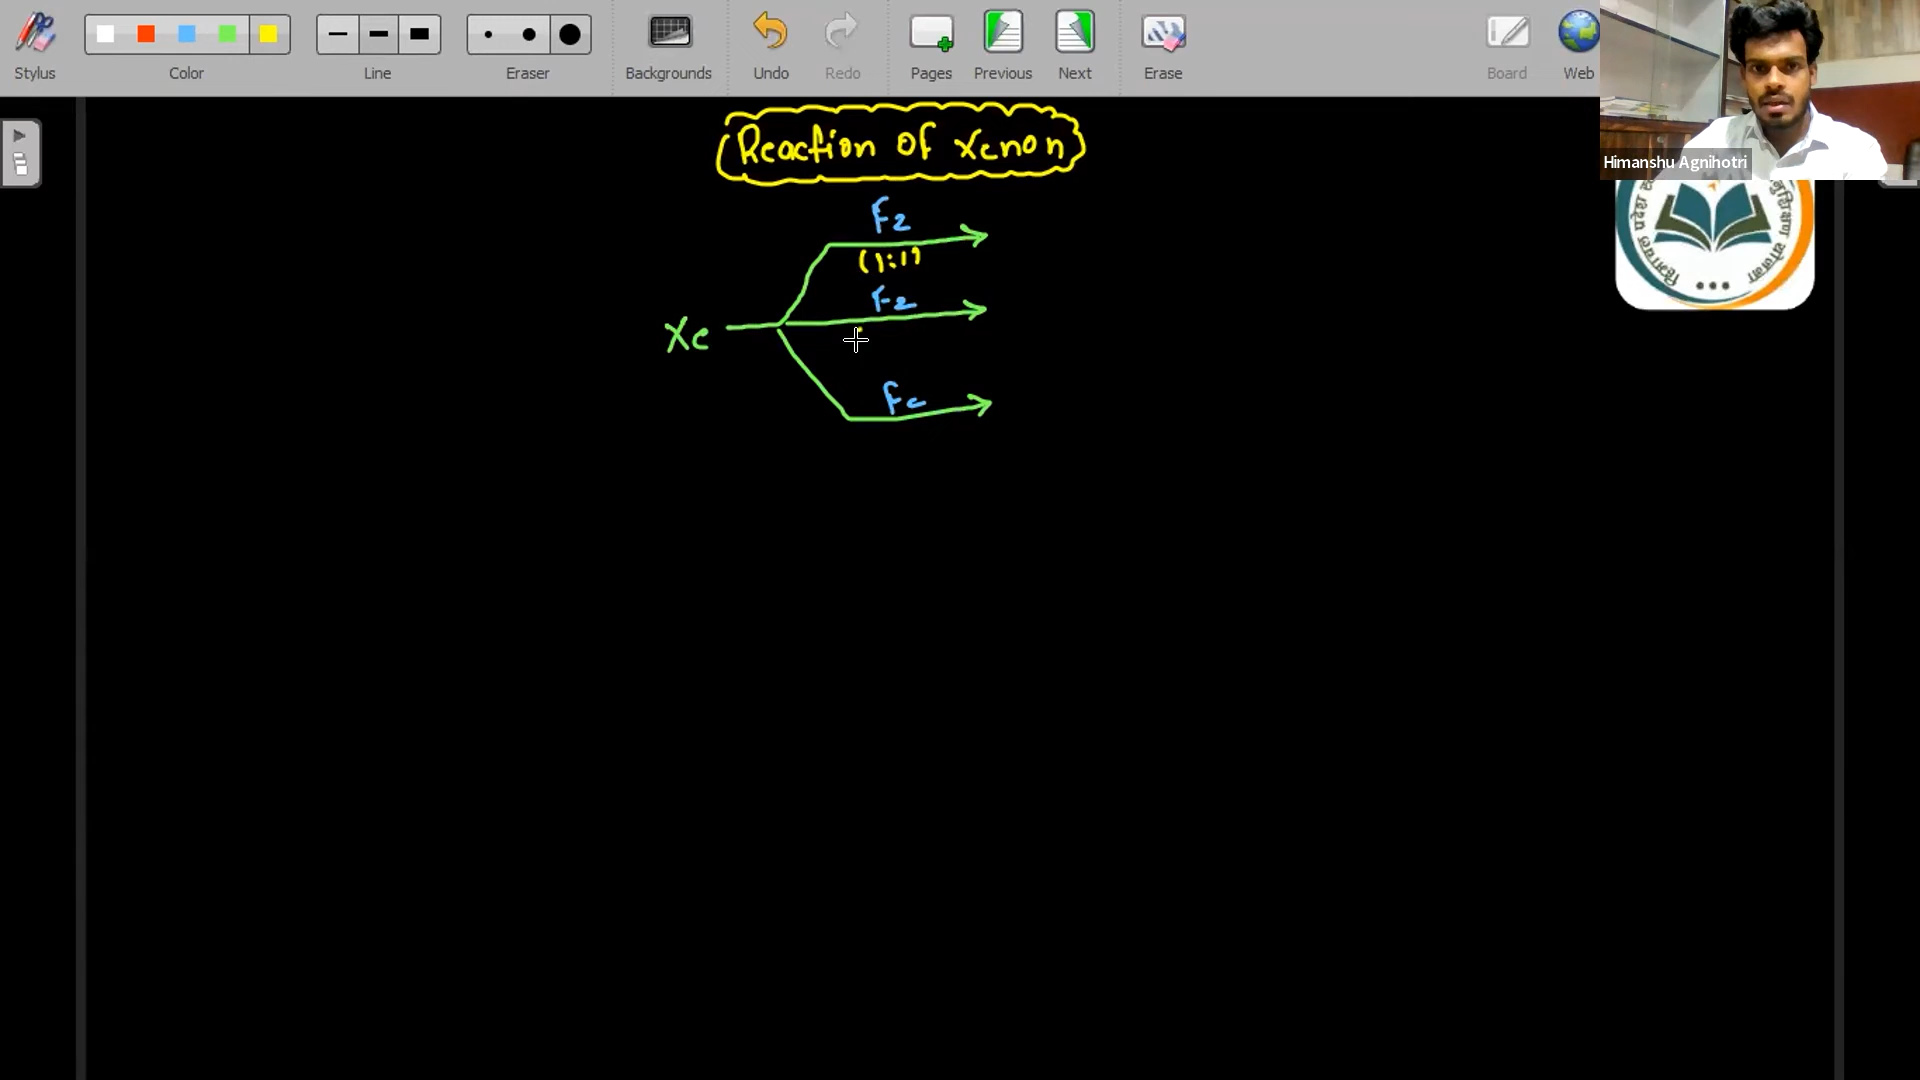 Stylus Color Line Eraser Backgrounds Undo Redo Pages Previous Next Erase Board Web
Himanshu Agnihotri
Reaction of Xenon
F2
(1:1)
F2
Xe
F2